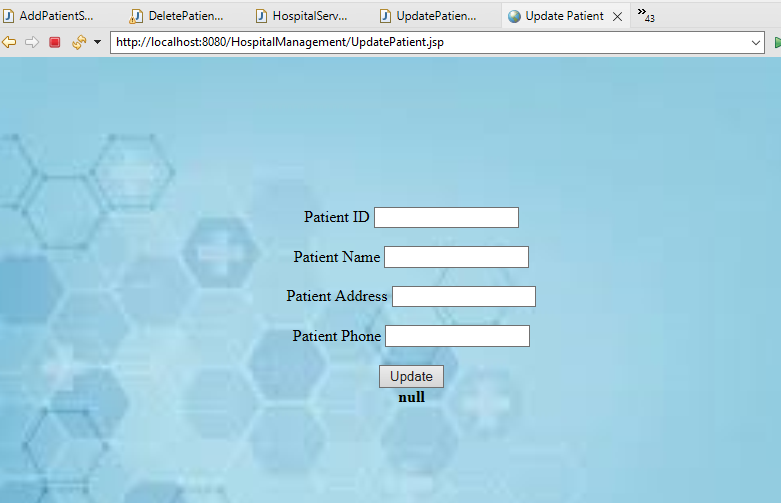 AddPatientS... DeletePatien... HospitalServ... UpdatePatien... Update Patient 43
http://localhost:8080/HospitalManagement/UpdatePatient.jsp
Patient ID
Patient Name
Patient Address
Patient Phone
Update
null